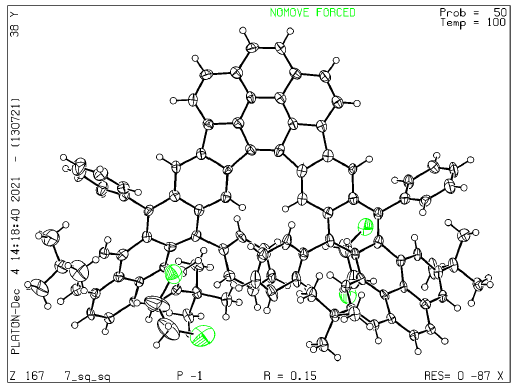 NOMOVE FORCED
Prob = 50
Temp = 100
PLATON-Dec 4 14:18:40 2021 - (130721) 38 Y
Z 167 7_sq_sq P -1 R = 0.15 RES= 0 -87 X